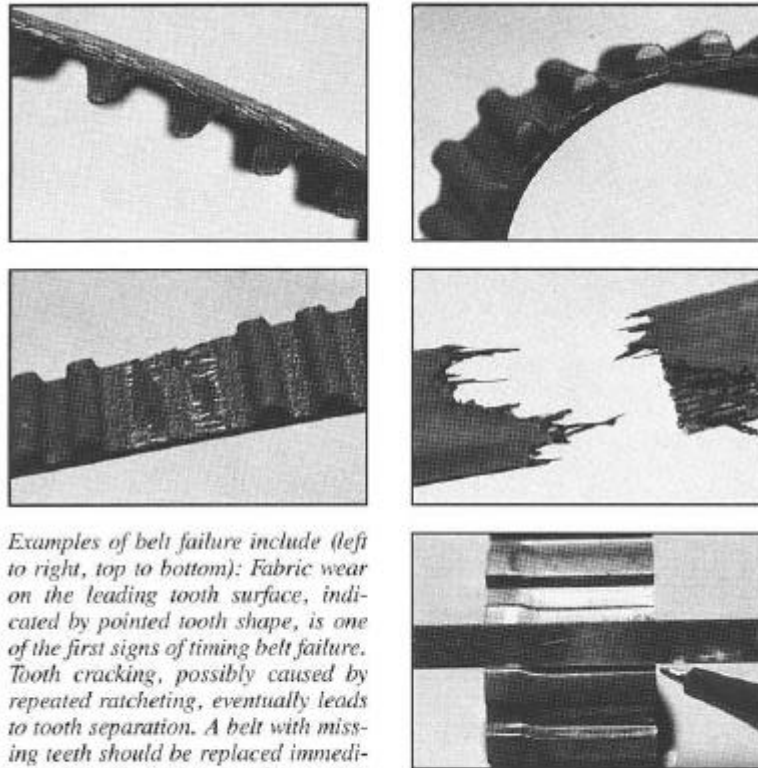 Examples of belt failure include (left
to right, top to bottom): Fabric wear
on the leading tooth surface, indi-
cated by pointed tooth shape, is one
of the first signs of timing belt failure.
Tooth cracking, possibly caused by
repeated ratcheting, eventually leads
to tooth separation. A belt with miss-
ing teeth should be replaced immedi-